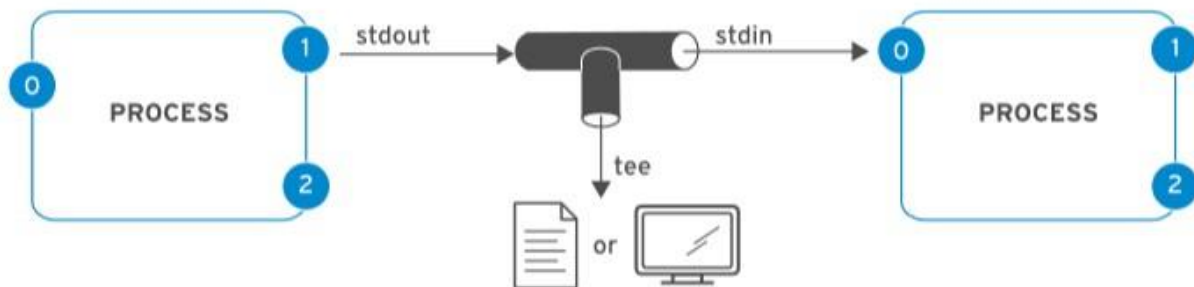 stdout
stdin
1
0
1
0
PROCESS
PROCESS
tee
2
2
or